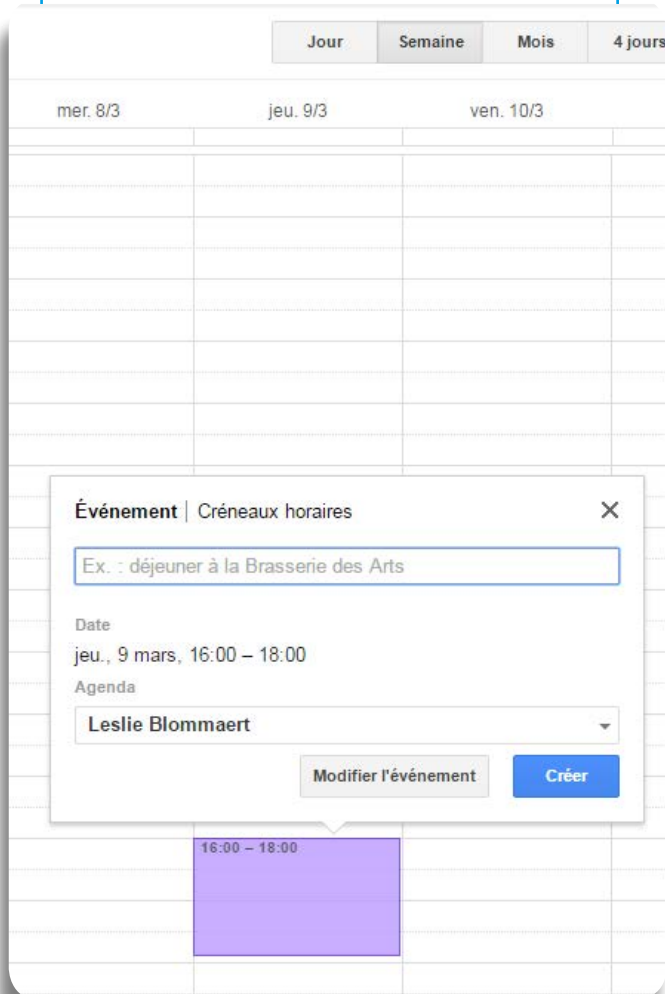 Jour Semaine Mois 4 jours
mer. 8/3 jeu. 9/3 ven. 10/3
Événement | Créneaux horaires
Ex. : déjeuner à la Brasserie des Arts
Date
jeu., 9 mars, 16:00 – 18:00
Agenda
Leslie Blommaert
Modifier l'événement Créer
16:00 – 18:00